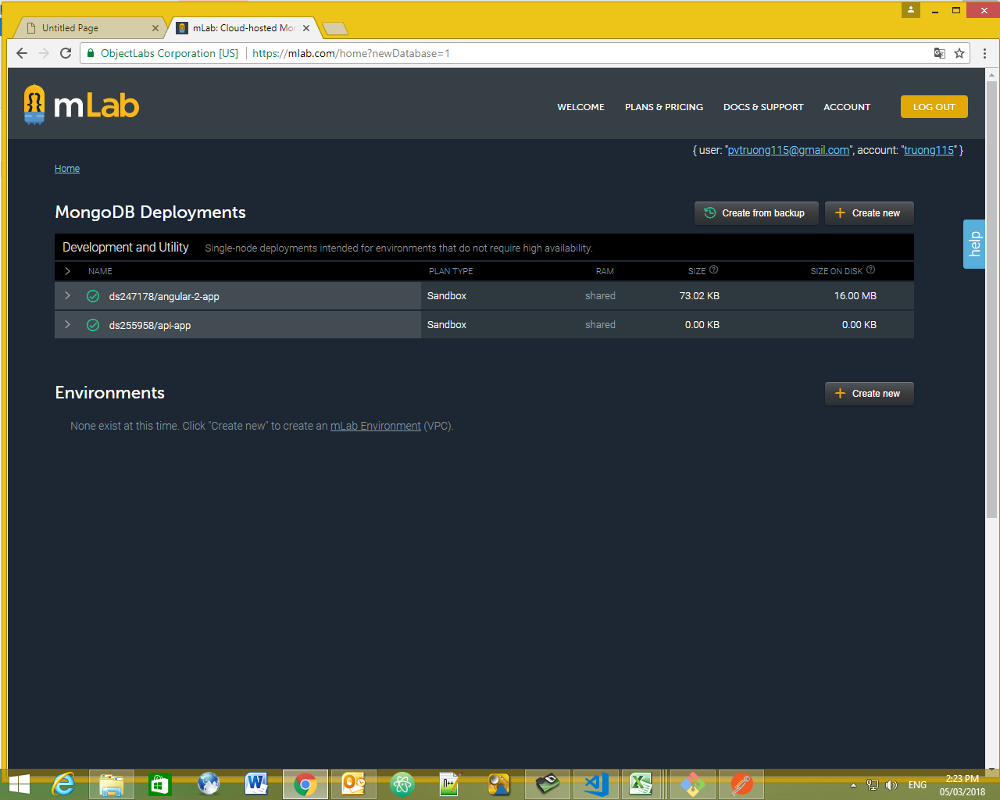 Untitled Page
mLab: Cloud-hosted Mo
ObjectLabs Corporation [US] https://mlab.com/home?newDatabase=1
mLab
WELCOME PLANS & PRICING DOCS & SUPPORT ACCOUNT LOG OUT
{ user: "pvtruong115@gmail.com", account: "truong115" }
Home
MongoDB Deployments
Create from backup
Create new
help
Development and Utility Single-node deployments intended for environments that do not require high availability.
NAME PLAN TYPE RAM SIZE SIZE ON DISK
ds247178/angular-2-app Sandbox shared 73.02 KB 16.00 MB
ds255958/api-app Sandbox shared 0.00 KB 0.00 KB
Environments
Create new
None exist at this time. Click "Create new" to create an mLab Environment (VPC).
ENG
2:23 PM
05/03/2018